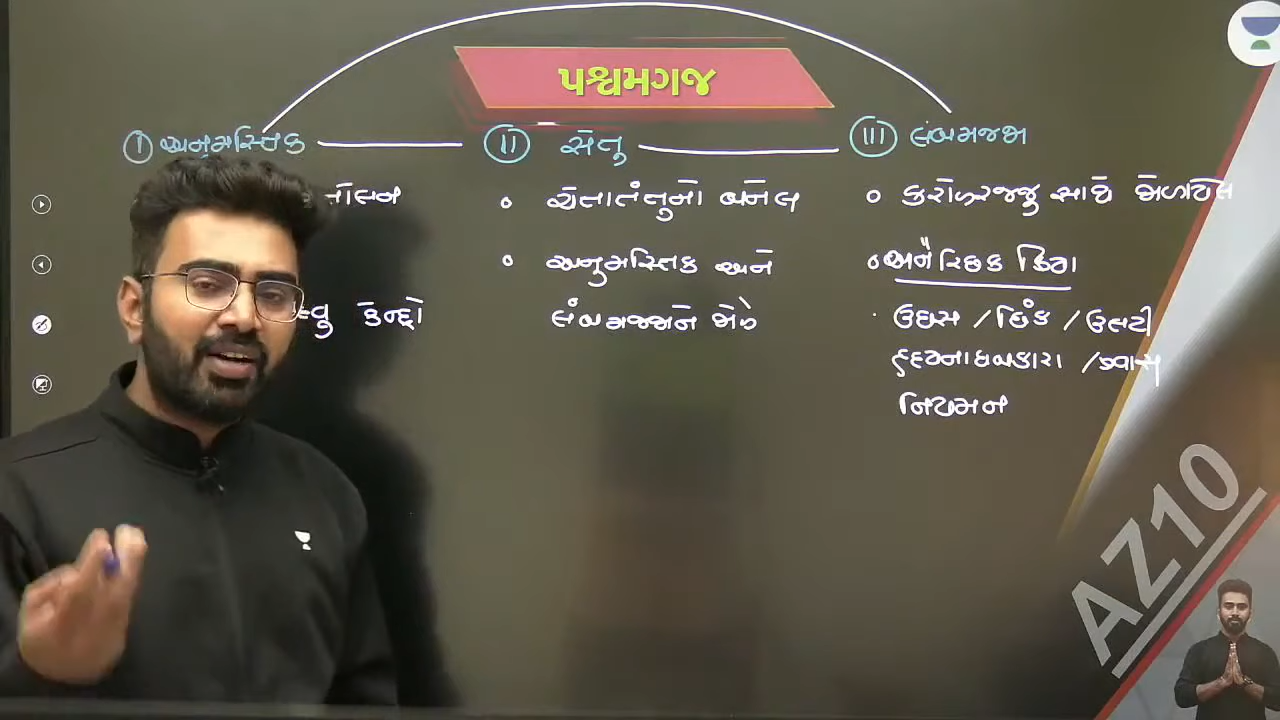 પશ્ચમગજ
I અનુમસ્તિક
તોલન
કેન્દ્રો
II સેતુ
ચેતાતંતુનો બનેલ
અનુમસ્તિક અને
લંબમજ્જાને જોડે
III લંબમજ્જા
કરોડરજ્જુ સાથે જોડાયેલ
અનૈચ્છિક ક્રિયા
ઉધરસ / છિંક / ઉલટી
હૃદયનાધબકારા / શ્વાસ
નિયમન
AZ10